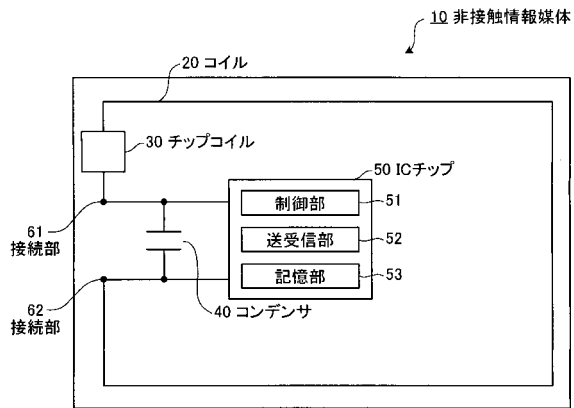 10 非接触情報媒体
20 コイル
30 チップコイル
50 ICチップ
制御部 51
61
接続部
送受信部 52
62
接続部
記憶部 53
40 コンデンサ